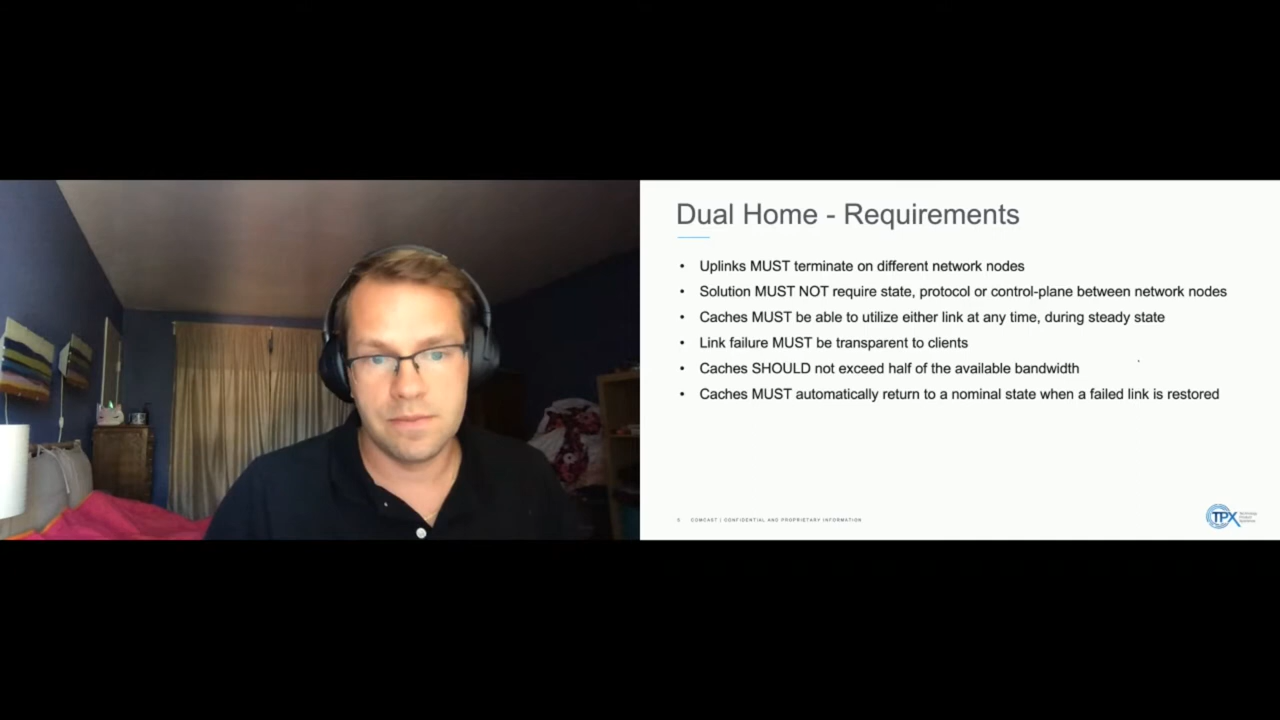 Dual Home - Requirements
• Uplinks MUST terminate on different network nodes
• Solution MUST NOT require state, protocol or control-plane between network nodes
• Caches MUST be able to utilize either link at any time, during steady state
• Link failure MUST be transparent to clients
• Caches SHOULD not exceed half of the available bandwidth
• Caches MUST automatically return to a nominal state when a failed link is restored
5 COMCAST | CONFIDENTIAL AND PROPRIETARY INFORMATION
TPX